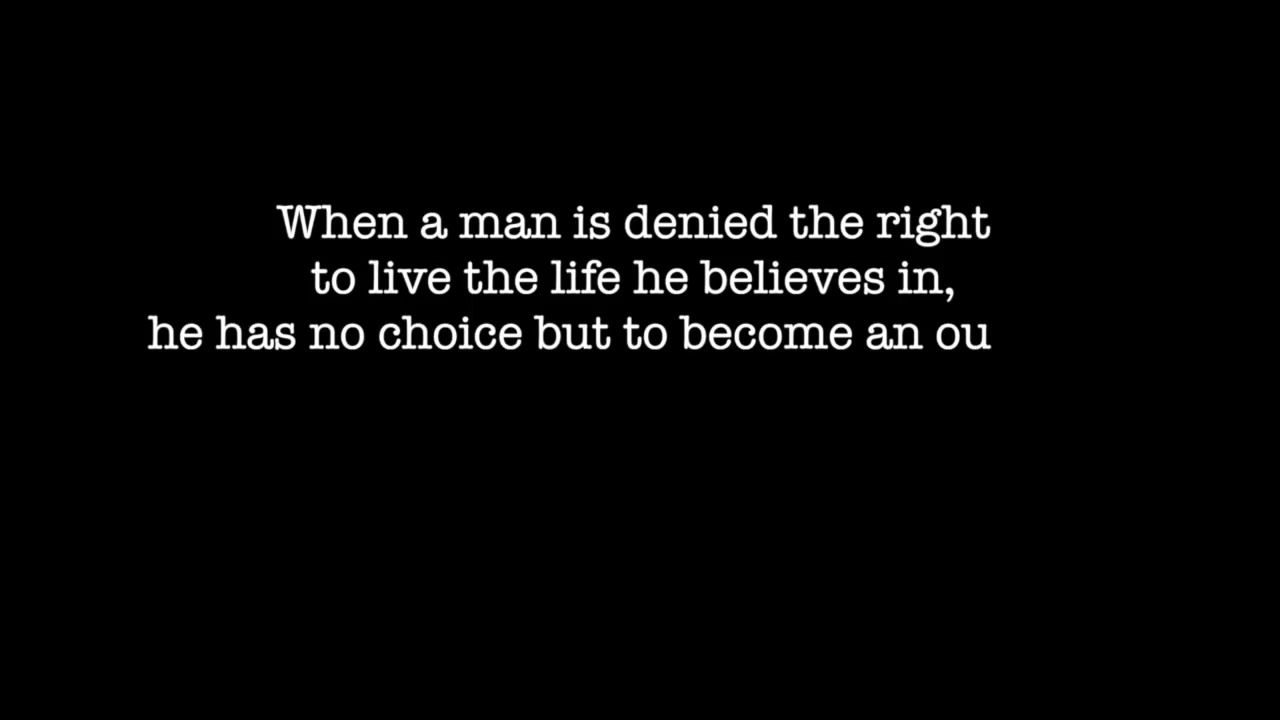 When a man is denied the right
to live the life he believes in,
he has no choice but to become an ou